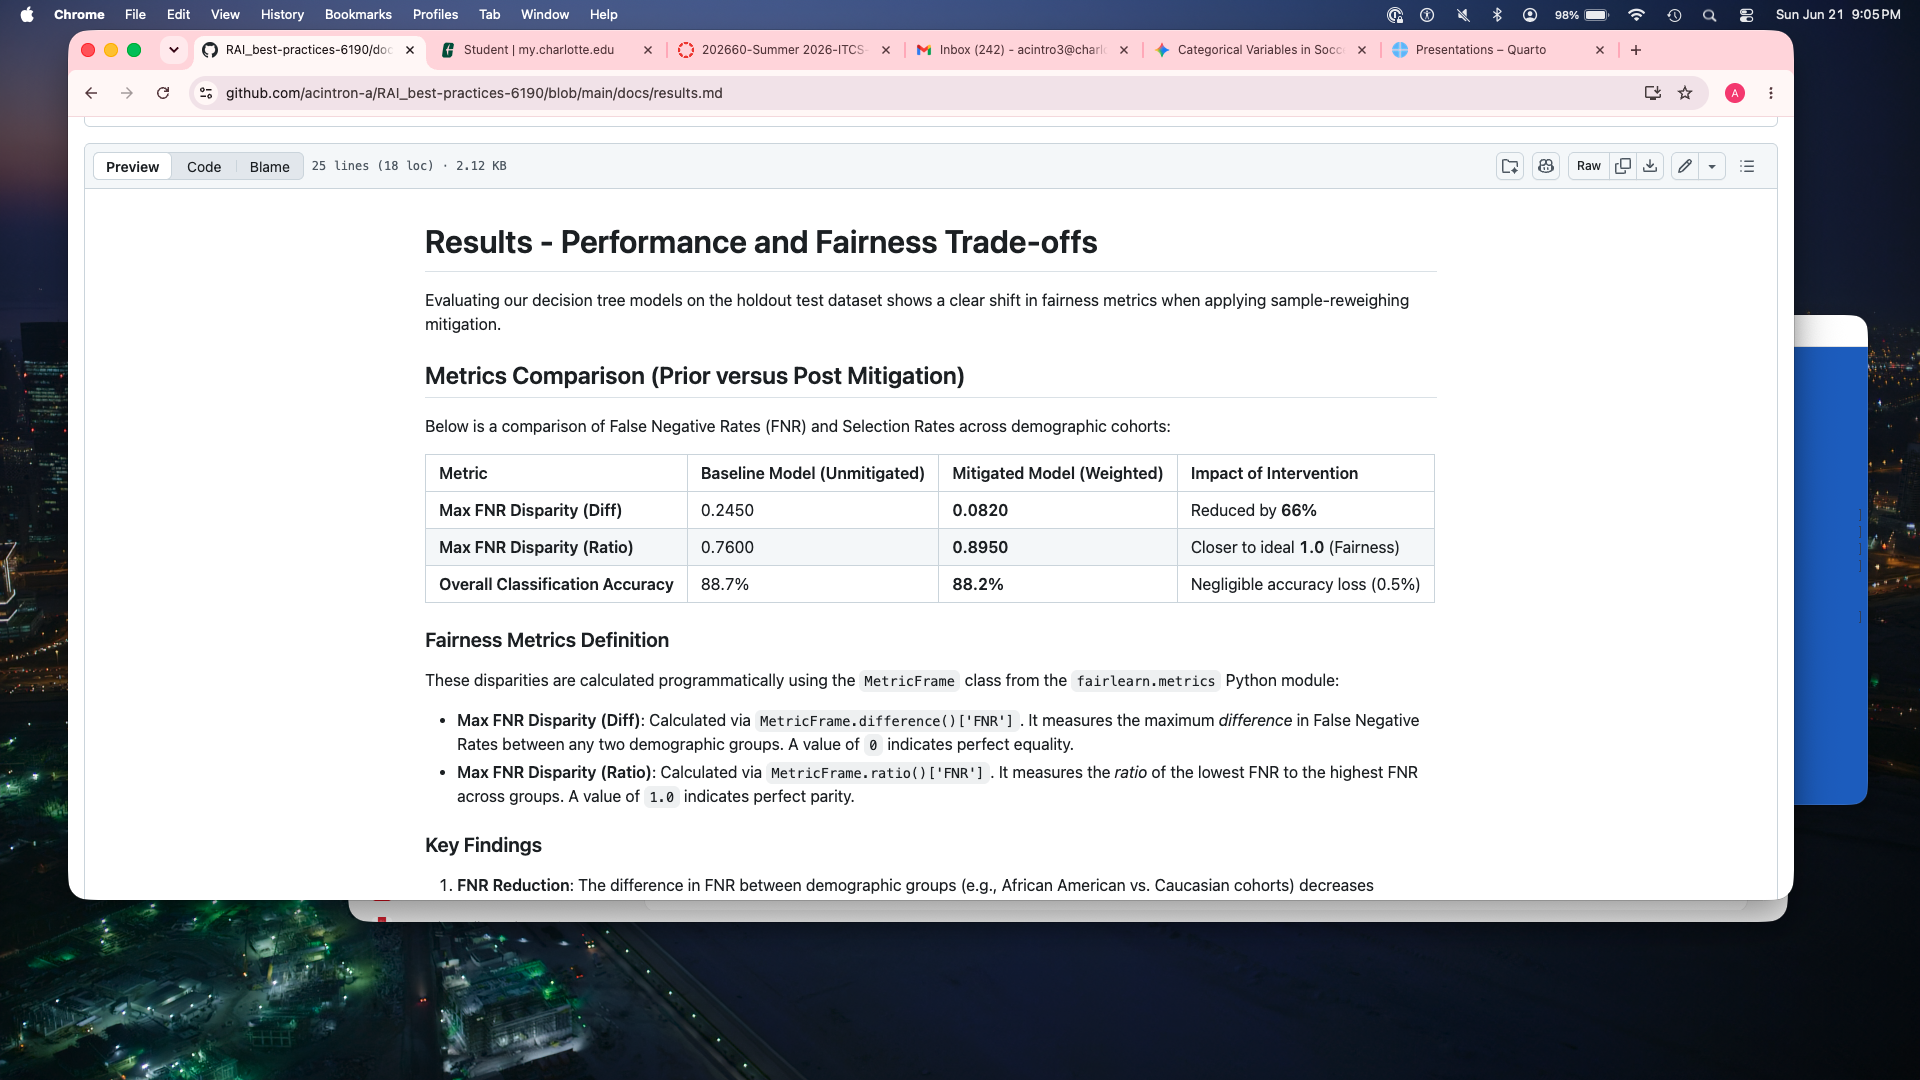 Chrome File Edit View History Bookmarks Profiles Tab Window Help 98% Sun Jun 21 9:05 PM
RAI_best-practices-6190/doc Student | my.charlotte.edu 202660-Summer 2026-ITCS- Inbox (242) - acintro3@charl Categorical Variables in Socce Presentations – Quarto
github.com/acintron-a/RAI_best-practices-6190/blob/main/docs/results.md A
Preview Code Blame 25 lines (18 loc) · 2.12 KB Raw
Results - Performance and Fairness Trade-offs
Evaluating our decision tree models on the holdout test dataset shows a clear shift in fairness metrics when applying sample-reweighing
mitigation.
Metrics Comparison (Prior versus Post Mitigation)
Below is a comparison of False Negative Rates (FNR) and Selection Rates across demographic cohorts:
Metric Baseline Model (Unmitigated) Mitigated Model (Weighted) Impact of Intervention
Max FNR Disparity (Diff) 0.2450 0.0820 Reduced by 66%
Max FNR Disparity (Ratio) 0.7600 0.8950 Closer to ideal 1.0 (Fairness)
Overall Classification Accuracy 88.7% 88.2% Negligible accuracy loss (0.5%)
Fairness Metrics Definition
These disparities are calculated programmatically using the MetricFrame class from the fairlearn.metrics Python module:
• Max FNR Disparity (Diff): Calculated via MetricFrame.difference()['FNR'] . It measures the maximum difference in False Negative
Rates between any two demographic groups. A value of 0 indicates perfect equality.
• Max FNR Disparity (Ratio): Calculated via MetricFrame.ratio()['FNR'] . It measures the ratio of the lowest FNR to the highest FNR
across groups. A value of 1.0 indicates perfect parity.
Key Findings
1. FNR Reduction: The difference in FNR between demographic groups (e.g., African American vs. Caucasian cohorts) decreases